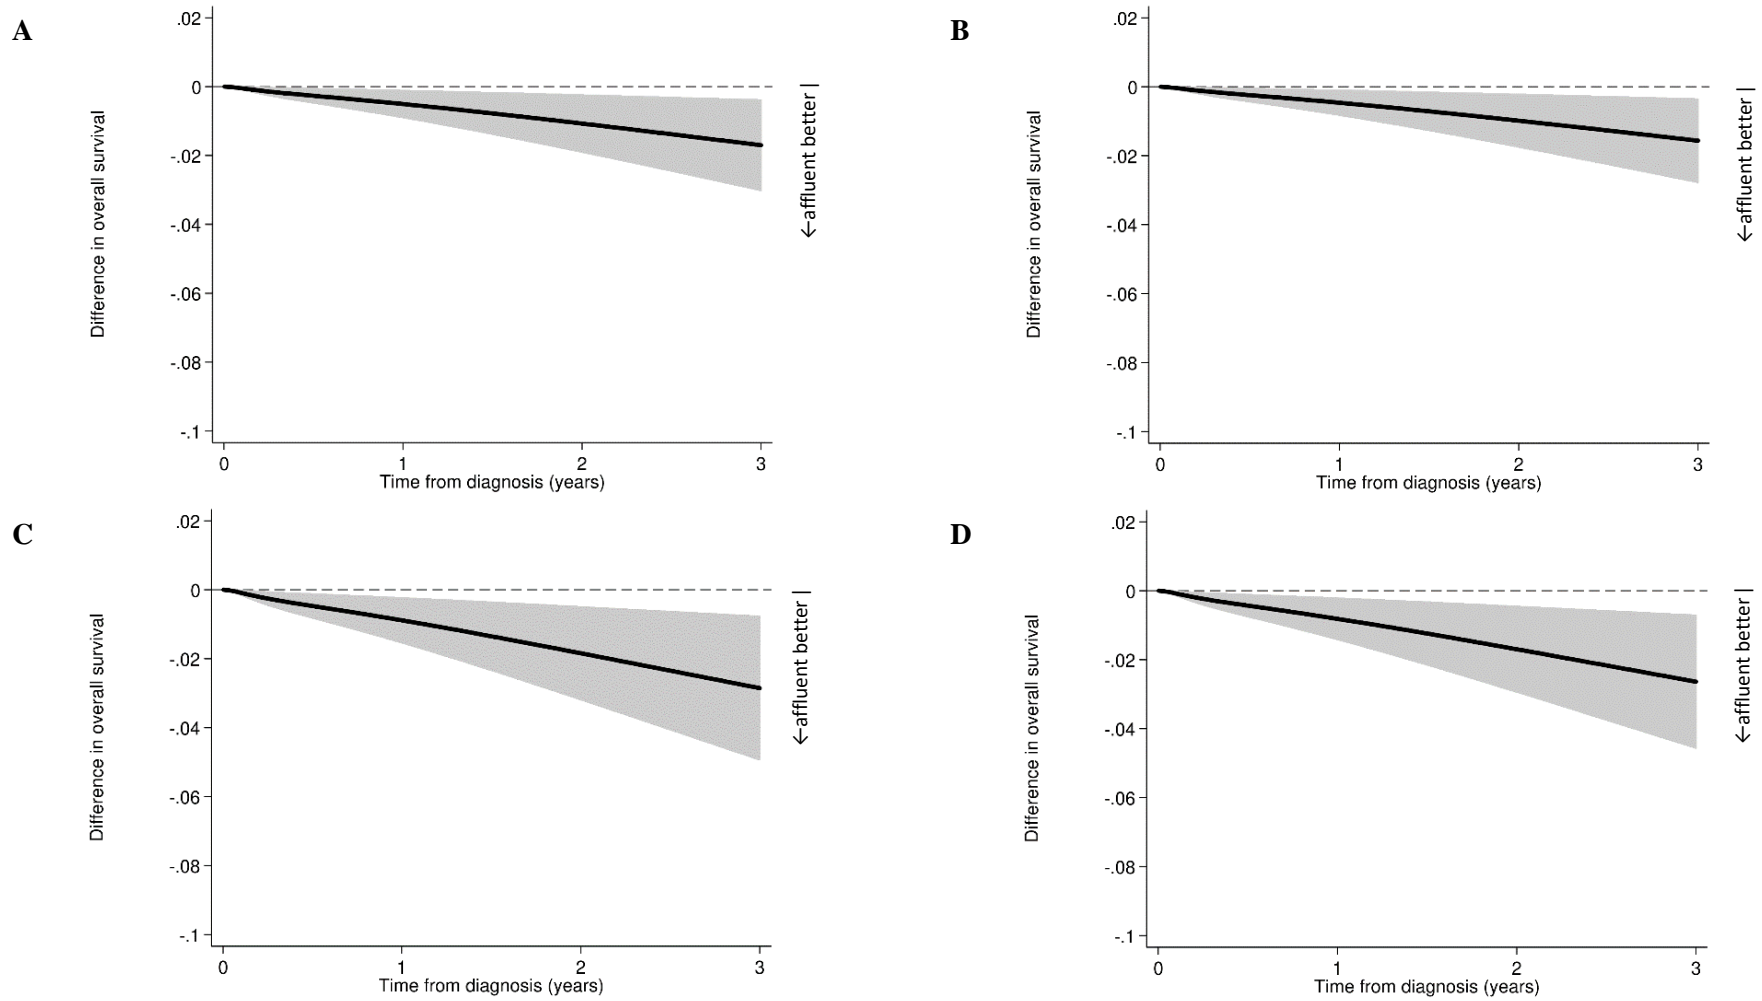 A
.02
0
-.02
-.04
-.06
-.08
-.1
Difference in overall survival
0 1 2 3
Time from diagnosis (years)
←affluent better |
B
.02
0
-.02
-.04
-.06
-.08
-.1
Difference in overall survival
0 1 2 3
Time from diagnosis (years)
←affluent better |
C
.02
0
-.02
-.04
-.06
-.08
-.1
Difference in overall survival
0 1 2 3
Time from diagnosis (years)
←affluent better |
D
.02
0
-.02
-.04
-.06
-.08
-.1
Difference in overall survival
0 1 2 3
Time from diagnosis (years)
←affluent better |